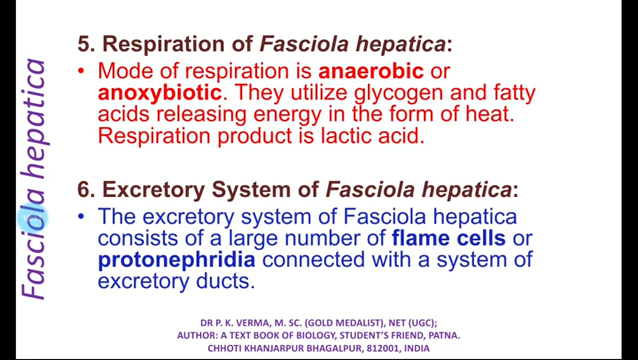 Fasciola hepatica
5. Respiration of Fasciola hepatica:
• Mode of respiration is anaerobic or
anoxybiotic. They utilize glycogen and fatty
acids releasing energy in the form of heat.
Respiration product is lactic acid.
6. Excretory System of Fasciola hepatica:
• The excretory system of Fasciola hepatica
consists of a large number of flame cells or
protonephridia connected with a system of
excretory ducts.
DR P. K. VERMA, M. SC. (GOLD MEDALIST), NET (UGC);
AUTHOR: A TEXT BOOK OF BIOLOGY, STUDENT'S FRIEND, PATNA.
CHHOTI KHANJARPUR BHAGALPUR, 812001, INDIA